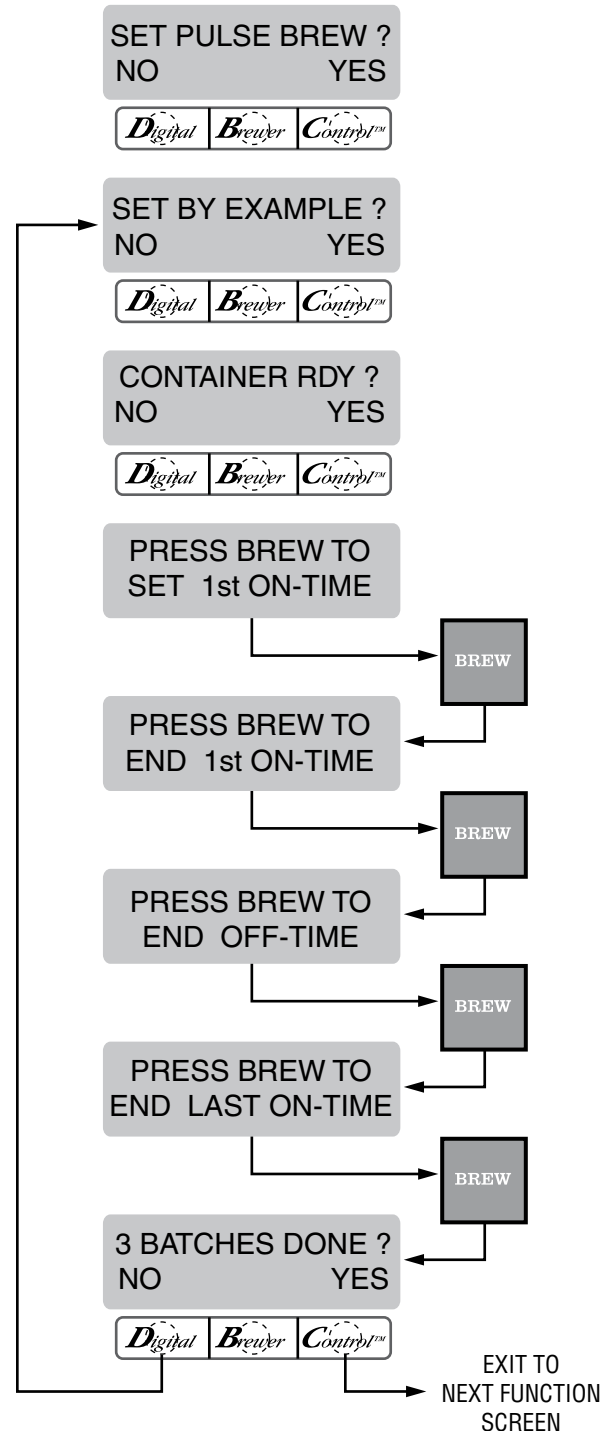 SET PULSE BREW ?
NO YES
Digital Brewer Control™
SET BY EXAMPLE ?
NO YES
Digital Brewer Control™
CONTAINER RDY ?
NO YES
Digital Brewer Control™
PRESS BREW TO
SET 1st ON-TIME
BREW
PRESS BREW TO
END 1st ON-TIME
BREW
PRESS BREW TO
END OFF-TIME
BREW
PRESS BREW TO
END LAST ON-TIME
BREW
3 BATCHES DONE ?
NO YES
Digital Brewer Control™
EXIT TO
NEXT FUNCTION
SCREEN